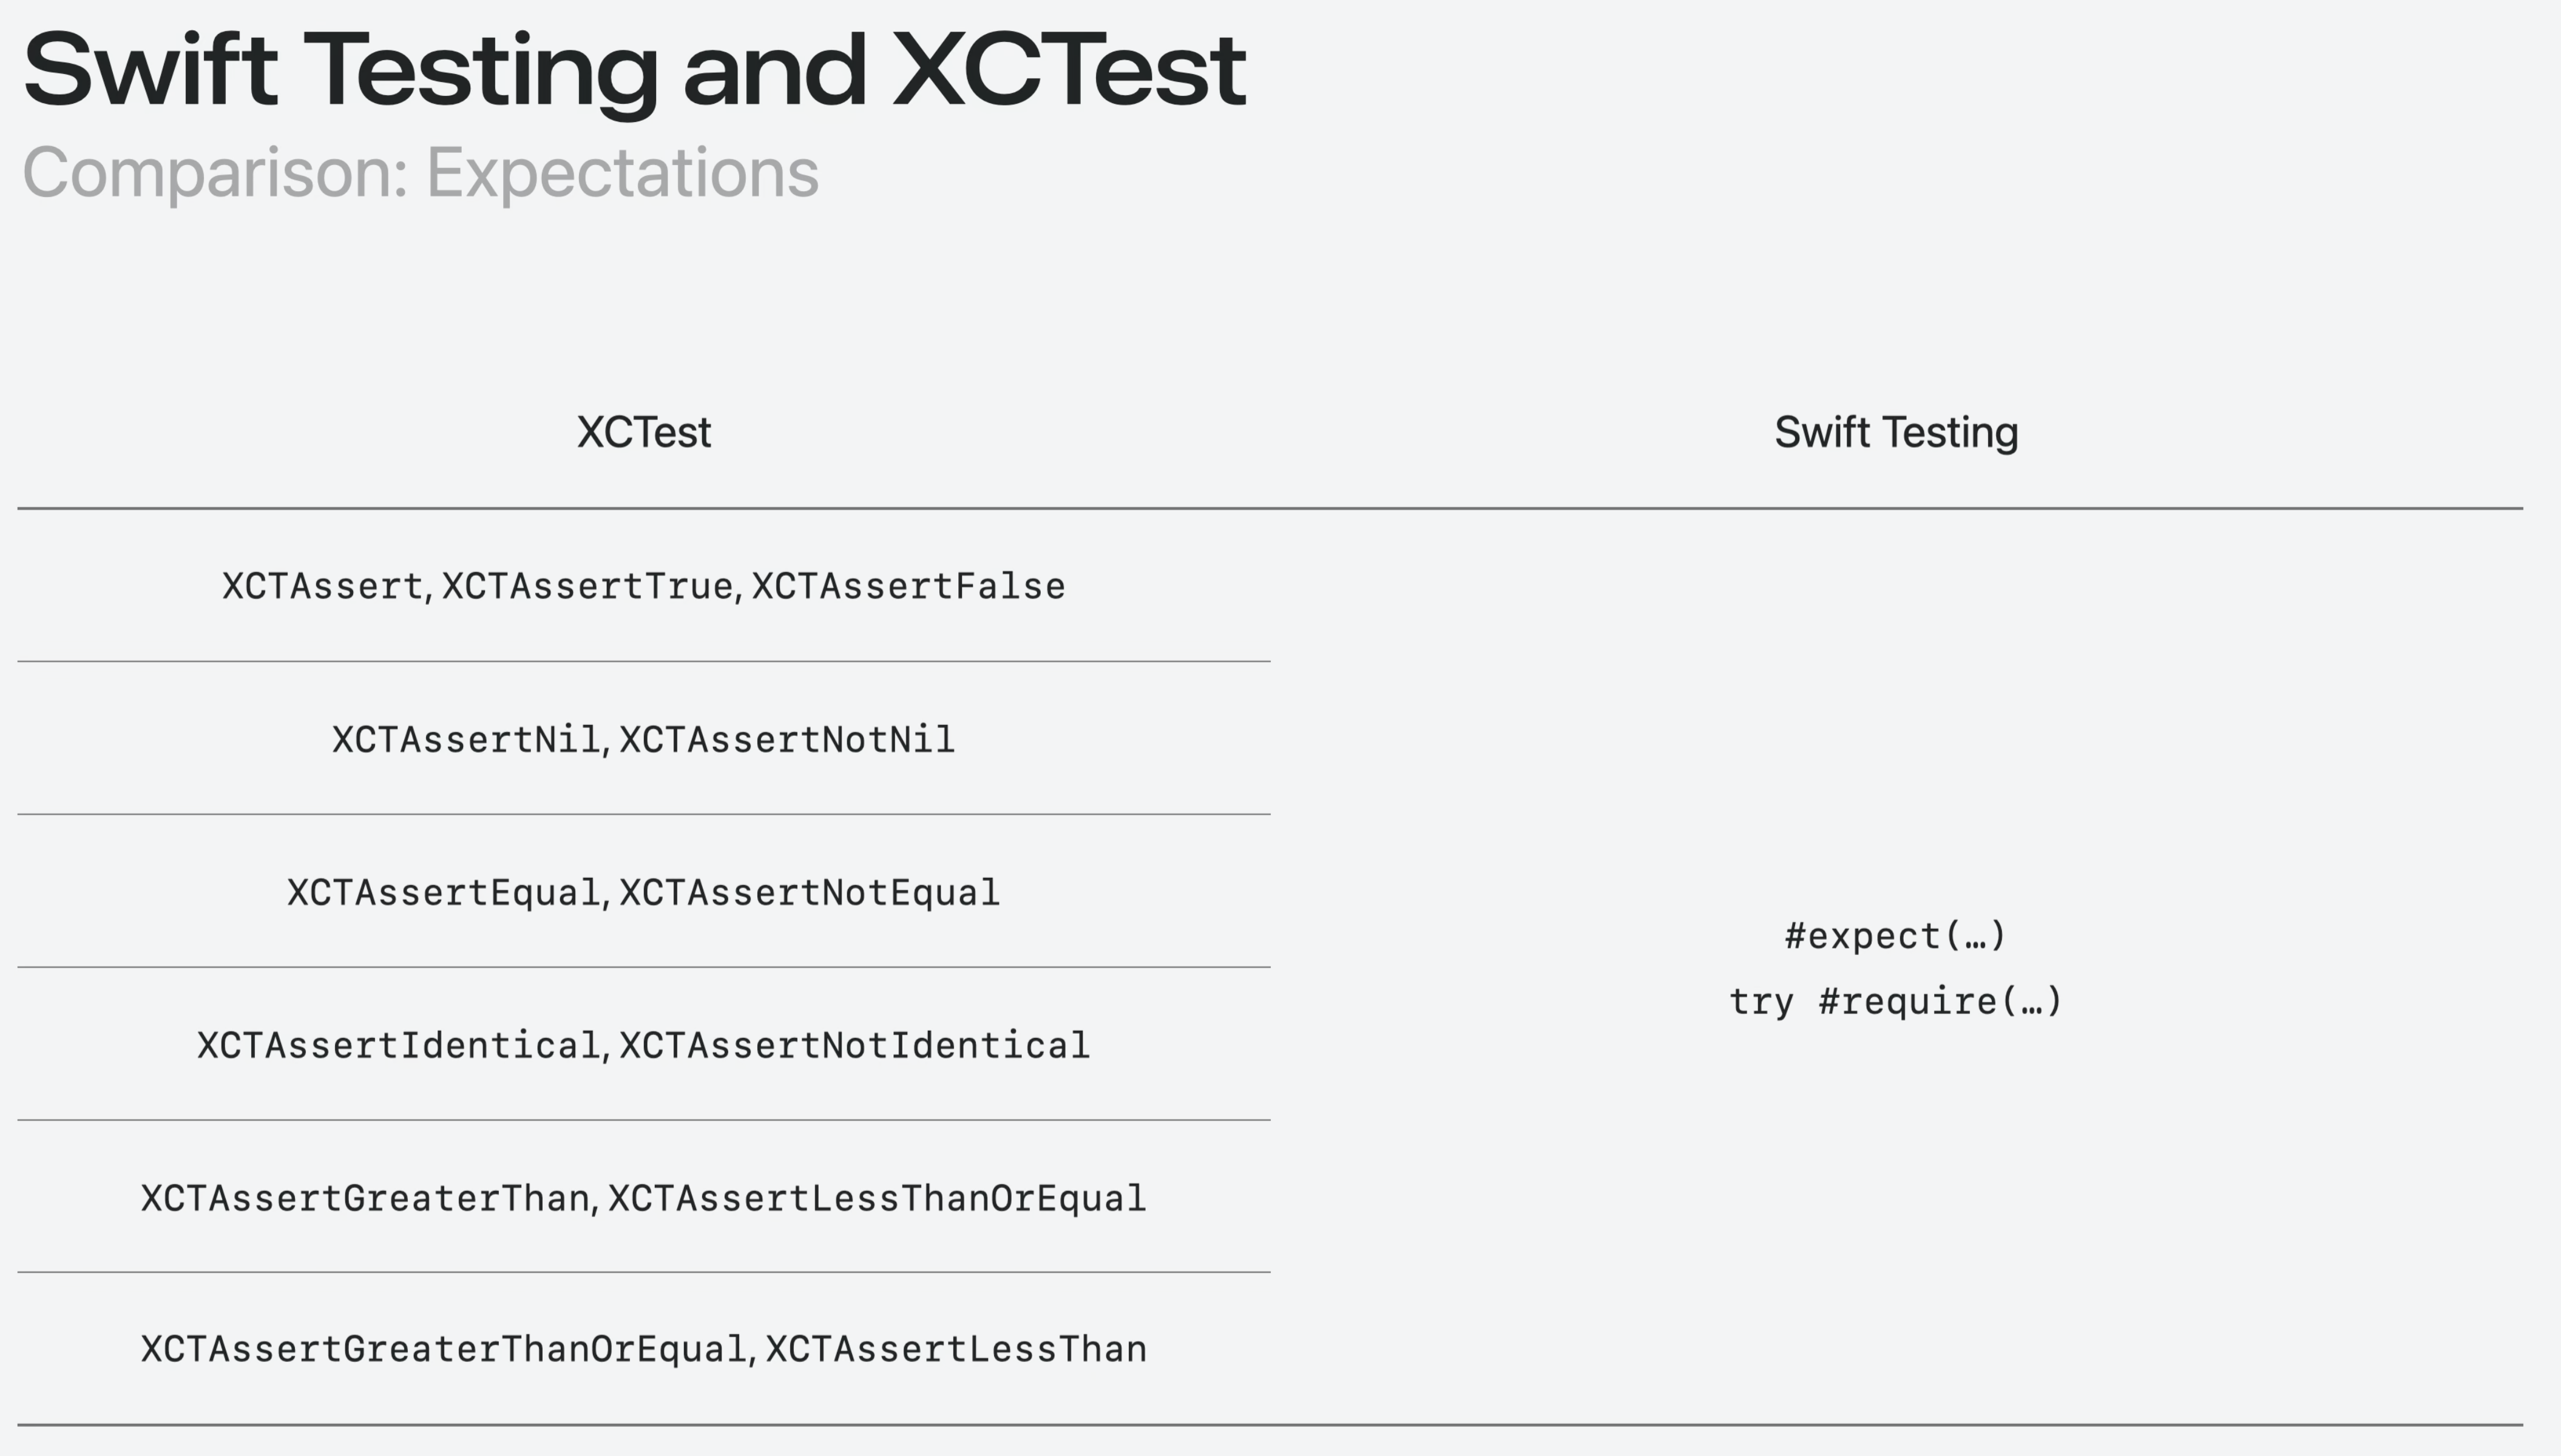 Swift Testing and XCTest
Comparison: Expectations
XCTest
Swift Testing
XCTAssert, XCTAssertTrue, XCTAssertFalse
XCTAssertNil, XCTAssertNotNil
XCTAssertEqual, XCTAssertNotEqual
XCTAssertIdentical, XCTAssertNotIdentical
XCTAssertGreaterThan, XCTAssertLessThanOrEqual
XCTAssertGreaterThanOrEqual, XCTAssertLessThan
#expect(…)
try #require(…)